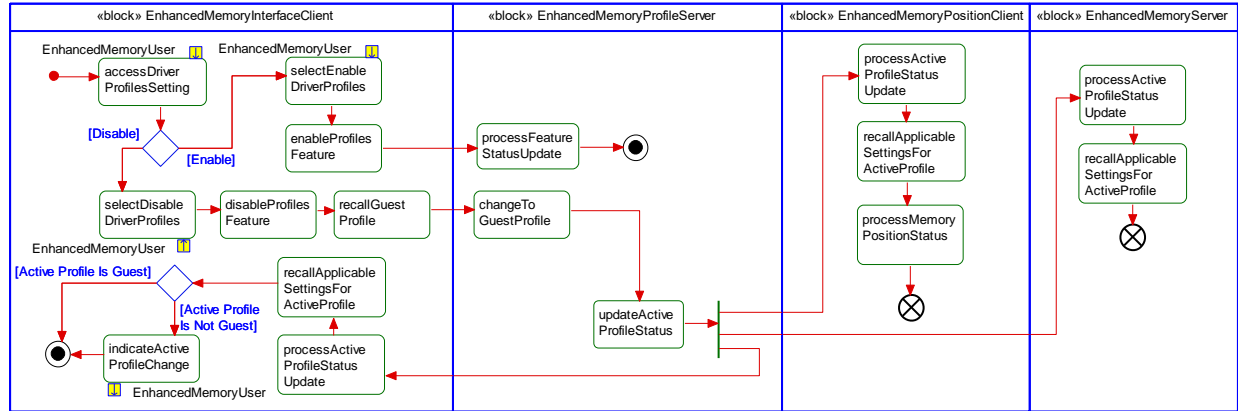 «block» EnhancedMemoryInterfaceClient
«block» EnhancedMemoryProfileServer
«block» EnhancedMemoryPositionClient
«block» EnhancedMemoryServer
EnhancedMemoryUser
accessDriver
ProfilesSetting
EnhancedMemoryUser
selectEnable
DriverProfiles
[Disable]
[Enable]
enableProfiles
Feature
processFeature
StatusUpdate
selectDisable
DriverProfiles
EnhancedMemoryUser
disableProfiles
Feature
recallGuest
Profile
changeTo
GuestProfile
updateActive
ProfileStatus
processActive
ProfileStatus
Update
recallApplicable
SettingsFor
ActiveProfile
processMemory
PositionStatus
processActive
ProfileStatus
Update
recallApplicable
SettingsFor
ActiveProfile
[Active Profile Is Guest]
[Active Profile
Is Not Guest]
recallApplicable
SettingsFor
ActiveProfile
indicateActive
ProfileChange
EnhancedMemoryUser
processActive
ProfileStatus
Update